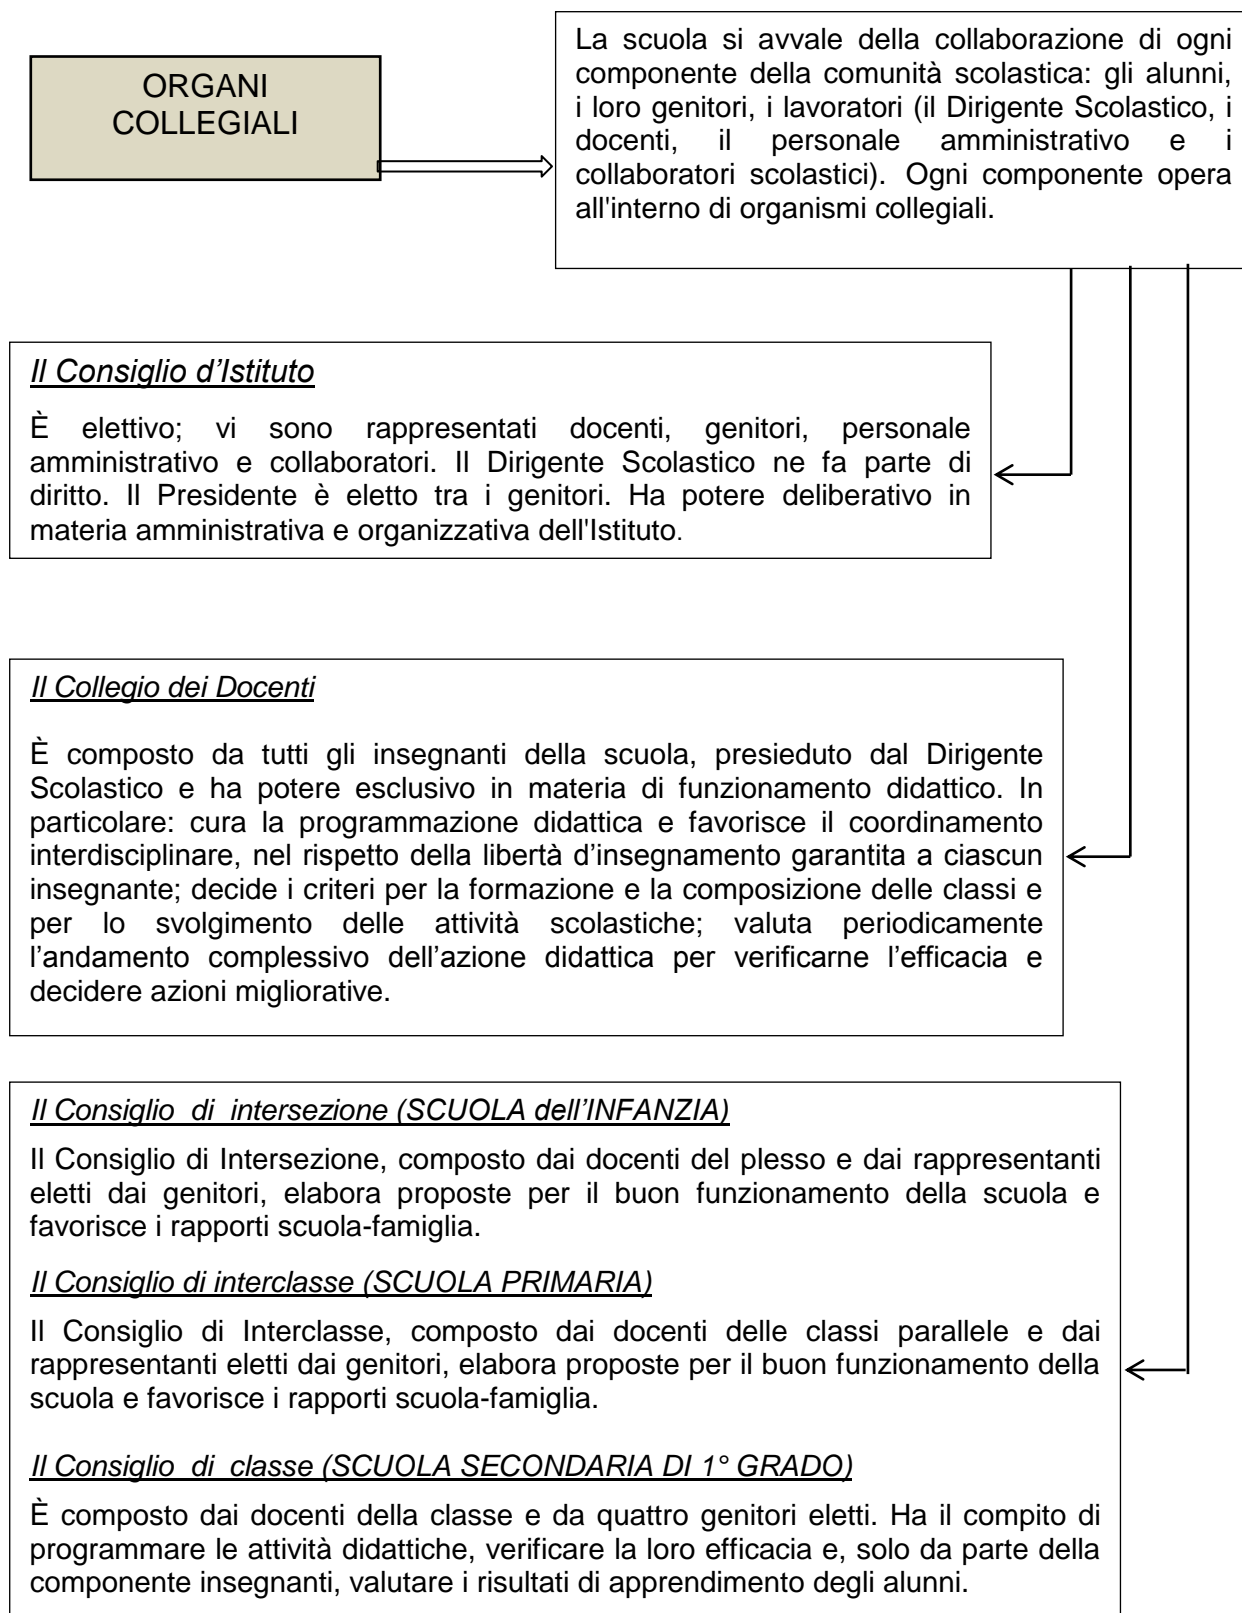 ORGANI
COLLEGIALI
La scuola si avvale della collaborazione di ogni
componente della comunità scolastica: gli alunni,
i loro genitori, i lavoratori (il Dirigente Scolastico, i
docenti, il personale amministrativo e i
collaboratori scolastici). Ogni componente opera
all'interno di organismi collegiali.
Il Consiglio d’Istituto
È elettivo; vi sono rappresentati docenti, genitori, personale
amministrativo e collaboratori. Il Dirigente Scolastico ne fa parte di
diritto. Il Presidente è eletto tra i genitori. Ha potere deliberativo in
materia amministrativa e organizzativa dell'Istituto.
Il Collegio dei Docenti
È composto da tutti gli insegnanti della scuola, presieduto dal Dirigente
Scolastico e ha potere esclusivo in materia di funzionamento didattico. In
particolare: cura la programmazione didattica e favorisce il coordinamento
interdisciplinare, nel rispetto della libertà d’insegnamento garantita a ciascun
insegnante; decide i criteri per la formazione e la composizione delle classi e
per lo svolgimento delle attività scolastiche; valuta periodicamente
l’andamento complessivo dell’azione didattica per verificarne l’efficacia e
decidere azioni migliorative.
Il Consiglio di intersezione (SCUOLA dell’INFANZIA)
Il Consiglio di Intersezione, composto dai docenti del plesso e dai rappresentanti
eletti dai genitori, elabora proposte per il buon funzionamento della scuola e
favorisce i rapporti scuola-famiglia.
Il Consiglio di interclasse (SCUOLA PRIMARIA)
Il Consiglio di Interclasse, composto dai docenti delle classi parallele e dai
rappresentanti eletti dai genitori, elabora proposte per il buon funzionamento della
scuola e favorisce i rapporti scuola-famiglia.
Il Consiglio di classe (SCUOLA SECONDARIA DI 1° GRADO)
È composto dai docenti della classe e da quattro genitori eletti. Ha il compito di
programmare le attività didattiche, verificare la loro efficacia e, solo da parte della
componente insegnanti, valutare i risultati di apprendimento degli alunni.